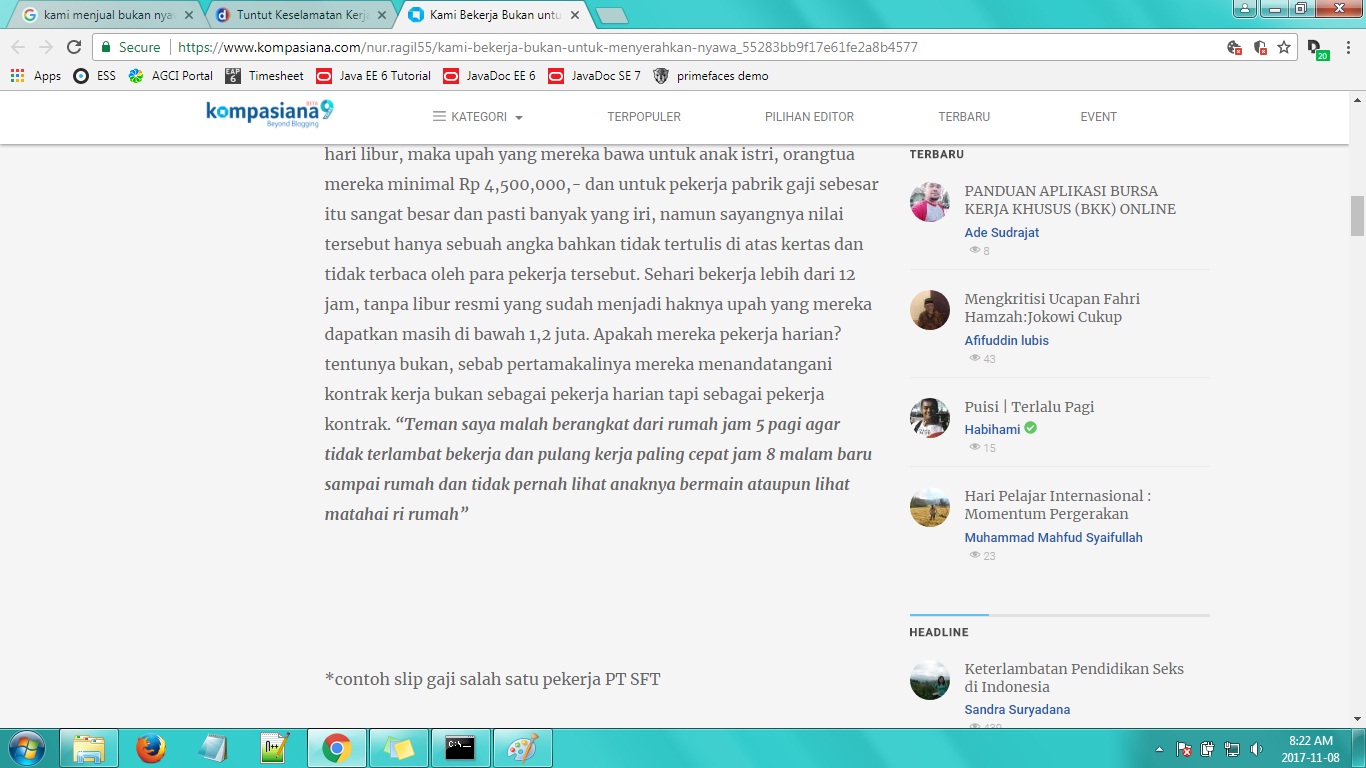 kami menjual bukan nya
Tuntut Keselamatan Kerj
Kami Bekerja Bukan untu
Secure
https://www.kompasiana.com/nur.ragil55/kami-bekerja-bukan-untuk-menyerahkan-nyawa_55283bb9f17e61fe2a8b4577
20
Apps ESS AGCI Portal Timesheet Java EE 6 Tutorial JavaDoc EE 6 JavaDoc SE 7 primefaces demo
kompasiana9
BETA
Beyond Blogging
KATEGORI TERPOPULER PILIHAN EDITOR TERBARU EVENT
hari libur, maka upah yang mereka bawa untuk anak istri, orangtua
mereka minimal Rp 4,500,000,- dan untuk pekerja pabrik gaji sebesar
itu sangat besar dan pasti banyak yang iri, namun sayangnya nilai
tersebut hanya sebuah angka bahkan tidak tertulis di atas kertas dan
tidak terbaca oleh para pekerja tersebut. Sehari bekerja lebih dari 12
jam, tanpa libur resmi yang sudah menjadi haknya upah yang mereka
dapatkan masih di bawah 1,2 juta. Apakah mereka pekerja harian?
tentunya bukan, sebab pertamakalinya mereka menandatangani
kontrak kerja bukan sebagai pekerja harian tapi sebagai pekerja
kontrak. “Teman saya malah berangkat dari rumah jam 5 pagi agar
tidak terlambat bekerja dan pulang kerja paling cepat jam 8 malam baru
sampai rumah dan tidak pernah lihat anaknya bermain ataupun lihat
matahai ri rumah”
*contoh slip gaji salah satu pekerja PT SFT
TERBARU
PANDUAN APLIKASI BURSA
KERJA KHUSUS (BKK) ONLINE
Ade Sudrajat
8
Mengkritisi Ucapan Fahri
Hamzah:Jokowi Cukup
Afifuddin lubis
43
Puisi | Terlalu Pagi
Habihami
15
Hari Pelajar Internasional :
Momentum Pergerakan
Muhammad Mahfud Syaifullah
23
HEADLINE
Keterlambatan Pendidikan Seks
di Indonesia
Sandra Suryadana
8:22 AM
2017-11-08